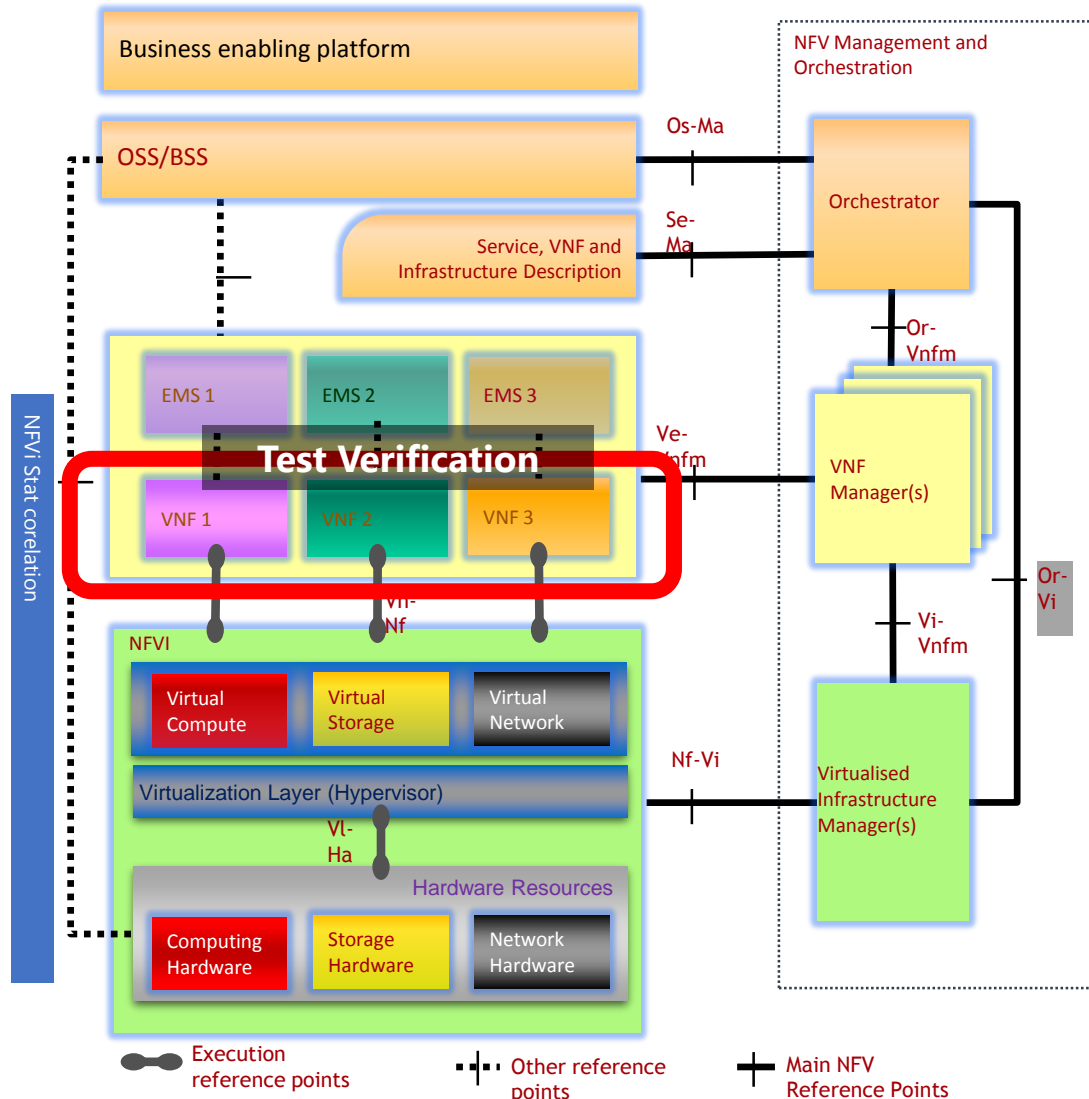 Business enabling platform
NFV Management and
Orchestration
OSS/BSS
Os-Ma
Orchestrator
Service, VNF and
Infrastructure Description
Se-
Ma
Or-
Vnfm
EMS 1
EMS 2
EMS 3
Test Verification
Ve-
Vnfm
VNF
Manager(s)
VNF 1
VNF 2
VNF 3
NFVi Stat corelation
Or-
Vi
Vn-
Nf
Vi-
Vnfm
NFVI
Virtual
Compute
Virtual
Storage
Virtual
Network
Nf-Vi
Virtualised
Infrastructure
Manager(s)
Virtualization Layer (Hypervisor)
Vl-
Ha
Hardware Resources
Computing
Hardware
Storage
Hardware
Network
Hardware
Execution
reference points
Other reference
points
Main NFV
Reference Points